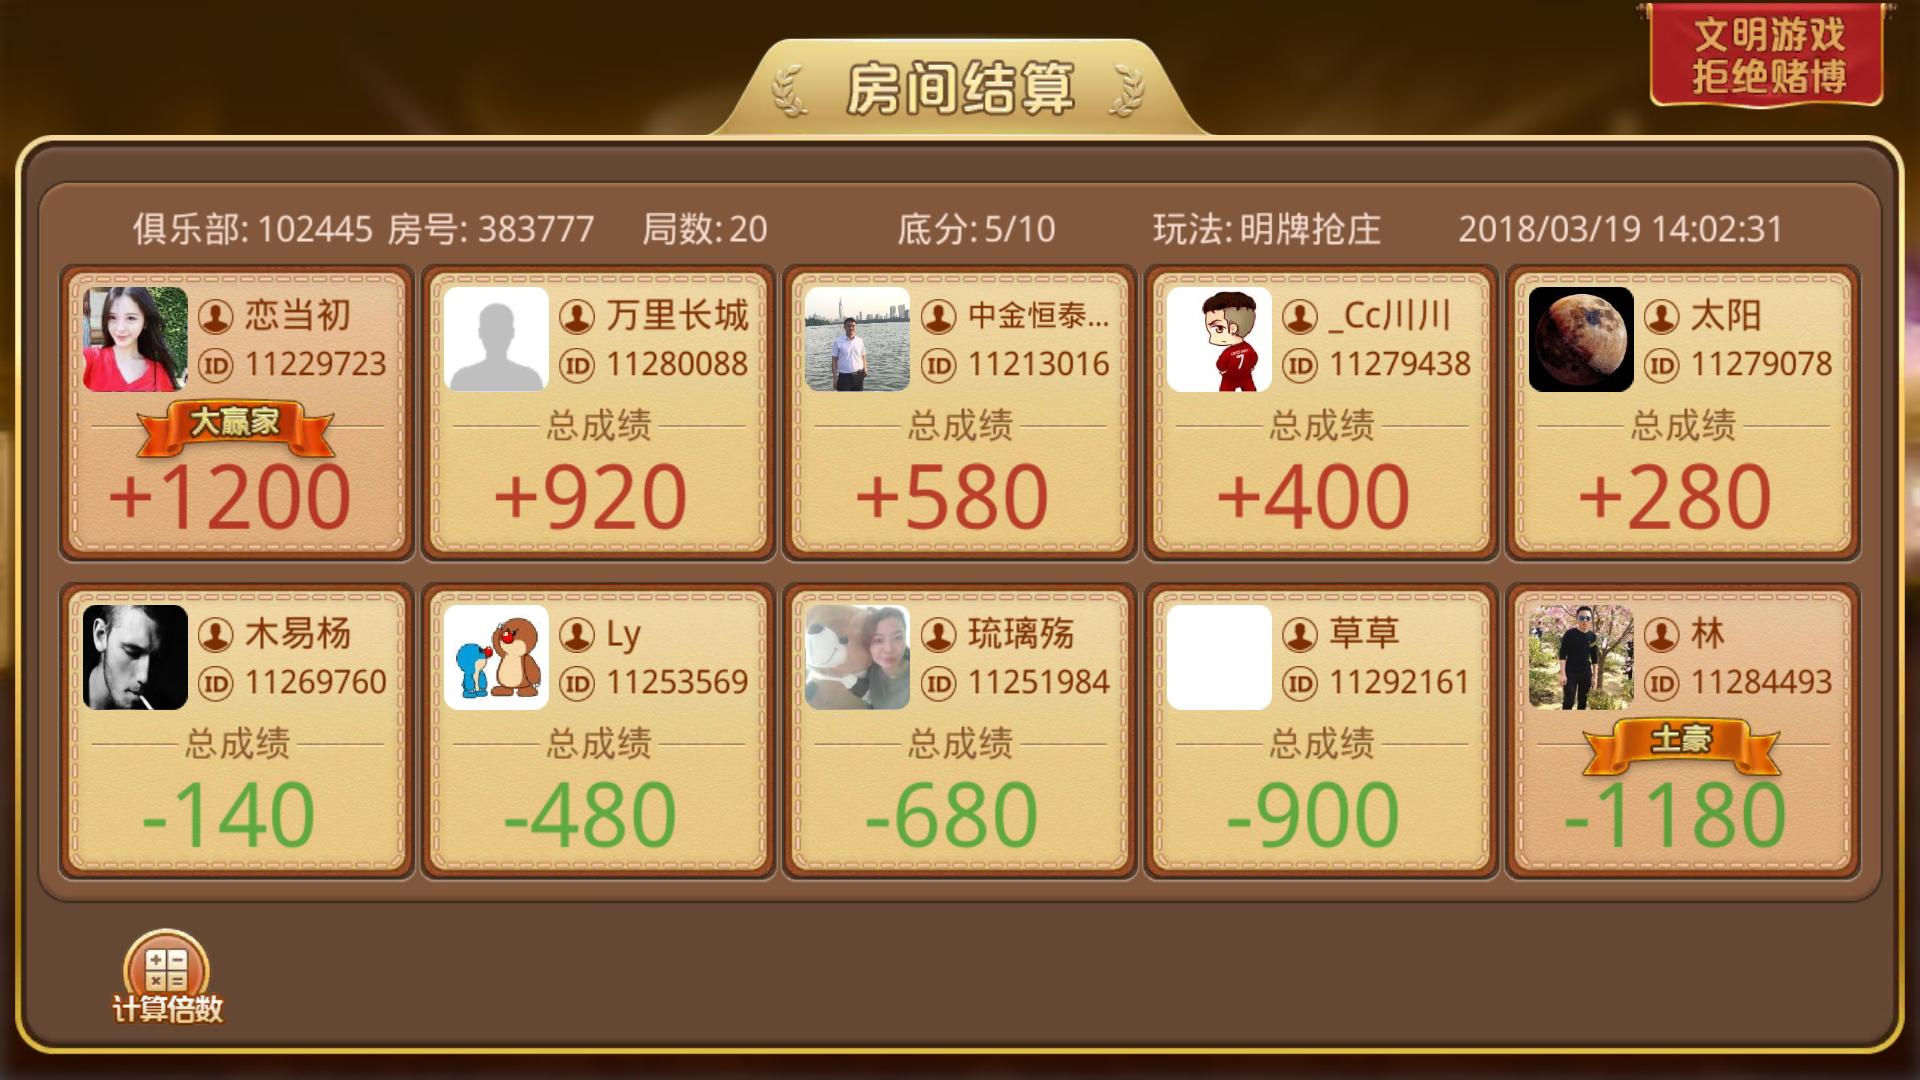 房间结算
文明游戏
拒绝赌博
俱乐部: 102445 房号: 383777 局数: 20 底分: 5/10 玩法: 明牌抢庄 2018/03/19 14:02:31
恋当初
ID 11229723
大赢家
+1200
万里长城
ID 11280088
总成绩
+920
中金恒泰...
ID 11213016
总成绩
+580
_Cc川川
ID 11279438
总成绩
+400
太阳
ID 11279078
总成绩
+280
木易杨
ID 11269760
总成绩
-140
Ly
ID 11253569
总成绩
-480
琉璃殇
ID 11251984
总成绩
-680
草草
ID 11292161
总成绩
-900
林
ID 11284493
土豪
-1180
计算倍数